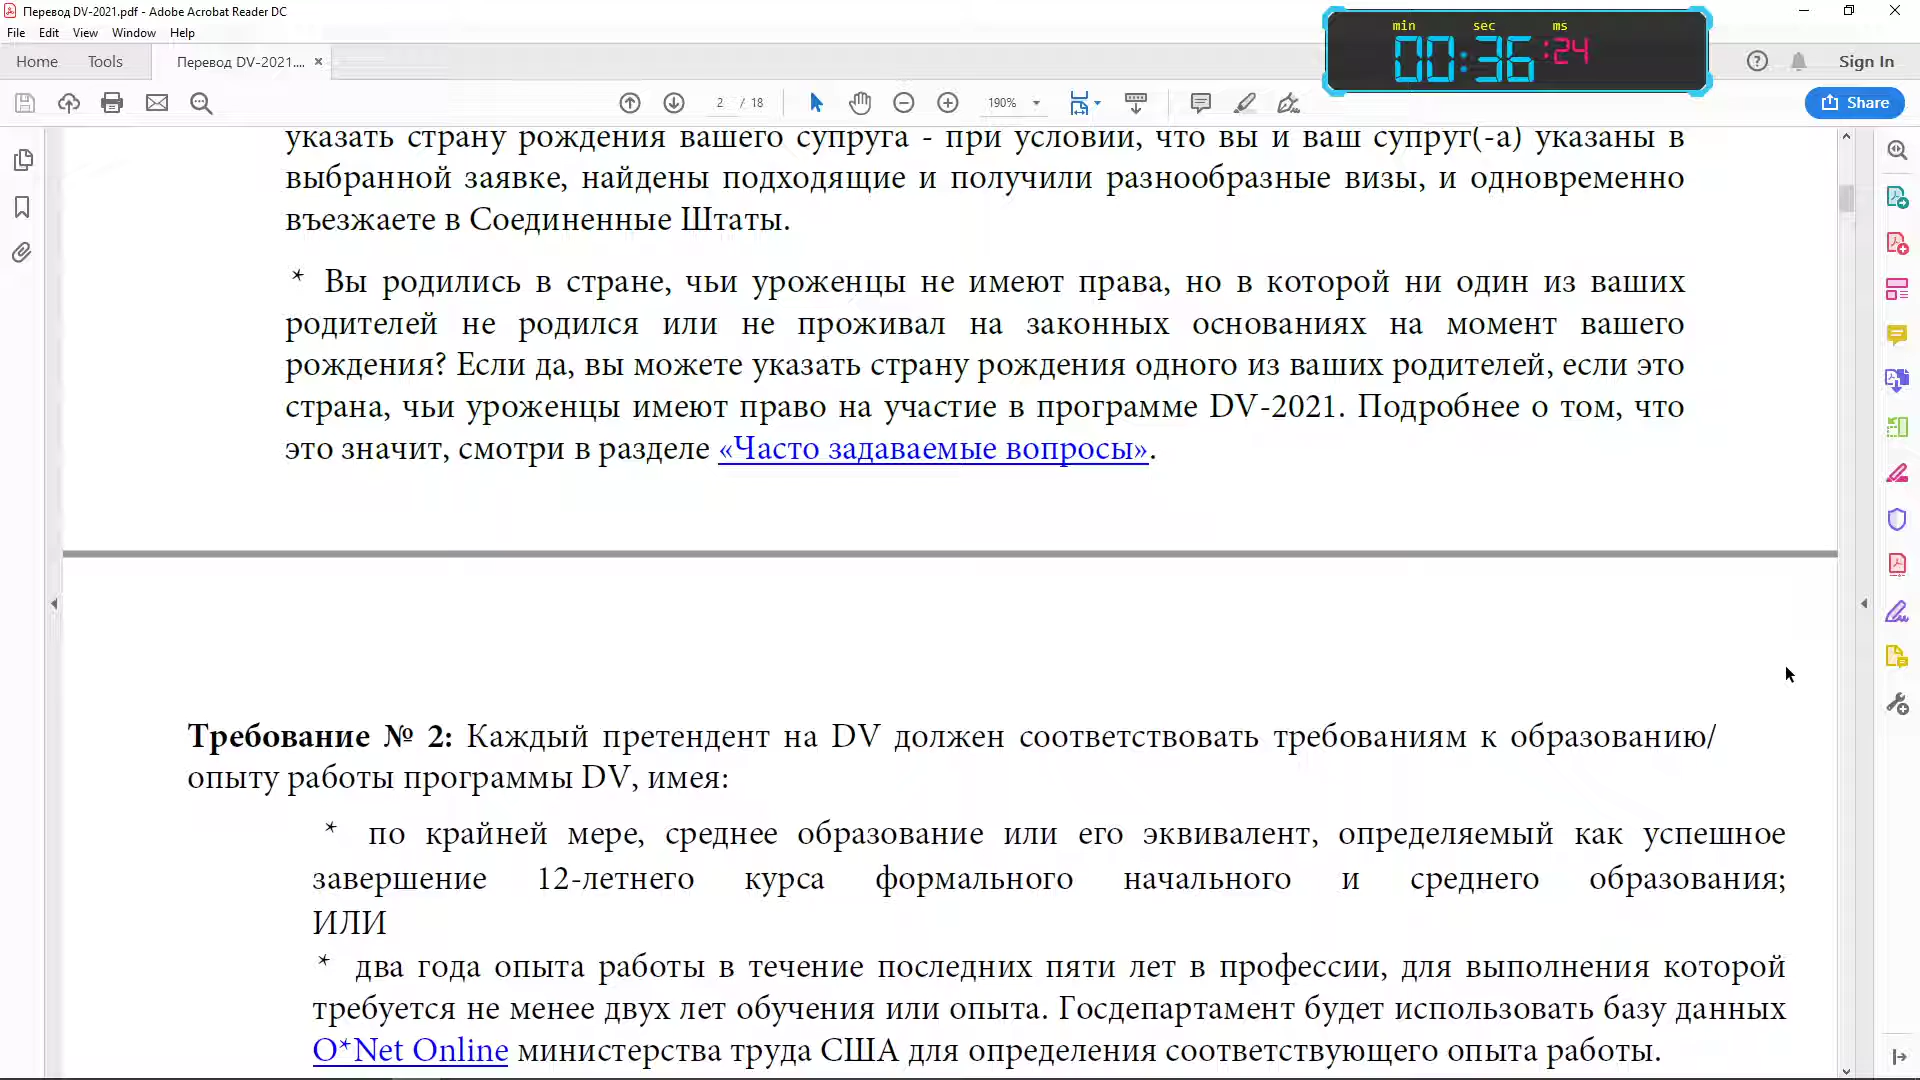 Перевод DV-2021.pdf - Adobe Acrobat Reader DC
File Edit View Window Help
min sec ms
00:36:24
Home Tools Перевод DV-2021.... × Sign In
2 / 18 190% Share
указать страну рождения вашего супруга - при условии, что вы и ваш супруг(-а) указаны в
выбранной заявке, найдены подходящие и получили разнообразные визы, и одновременно
въезжаете в Соединенные Штаты.
* Вы родились в стране, чьи уроженцы не имеют права, но в которой ни один из ваших
родителей не родился или не проживал на законных основаниях на момент вашего
рождения? Если да, вы можете указать страну рождения одного из ваших родителей, если это
страна, чьи уроженцы имеют право на участие в программе DV-2021. Подробнее о том, что
это значит, смотри в разделе «Часто задаваемые вопросы».
Требование № 2: Каждый претендент на DV должен соответствовать требованиям к образованию/
опыту работы программы DV, имея:
* по крайней мере, среднее образование или его эквивалент, определяемый как успешное
завершение 12-летнего курса формального начального и среднего образования;
ИЛИ
* два года опыта работы в течение последних пяти лет в профессии, для выполнения которой
требуется не менее двух лет обучения или опыта. Госдепартамент будет использовать базу данных
O*Net Online министерства труда США для определения соответствующего опыта работы.